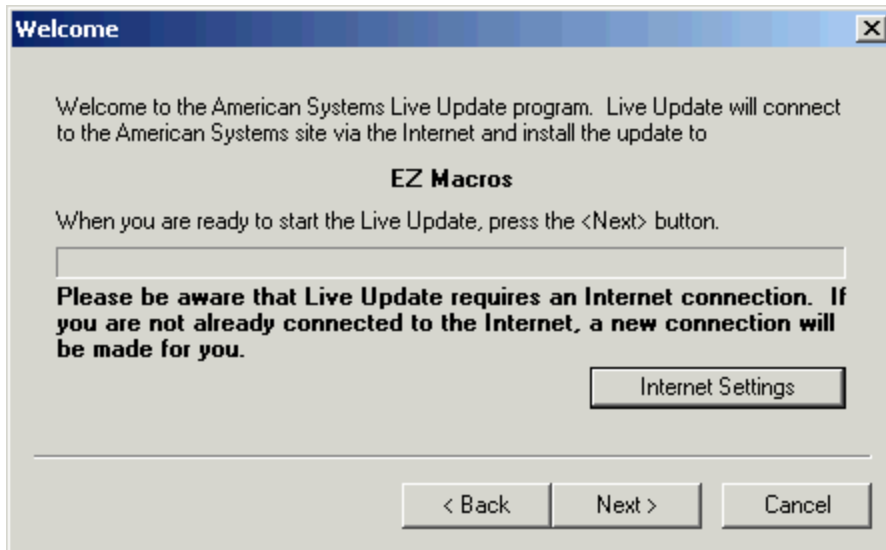 Welcome
Welcome to the American Systems Live Update program.  Live Update will connect
to the American Systems site via the Internet and install the update to
EZ Macros
When you are ready to start the Live Update, press the <Next> button.
Please be aware that Live Update requires an Internet connection.  If
you are not already connected to the Internet, a new connection will
be made for you.
Internet Settings
< Back
Next >
Cancel